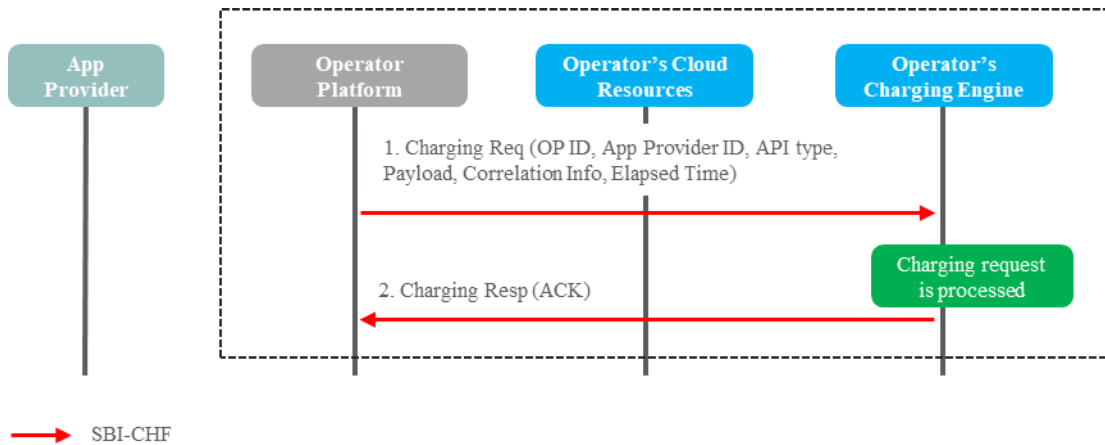 App
Provider
Operator
Platform
Operator's Cloud
Resources
Operator's
Charging Engine
1. Charging Req (OP ID, App Provider ID, API type,
Payload, Correlation Info, Elapsed Time)
Charging request
is processed
2. Charging Resp (ACK)
SBI-CHF